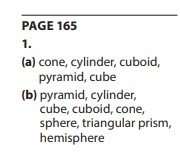 PAGE 165
1.
(a) cone, cylinder, cuboid,
pyramid, cube
(b) pyramid, cylinder,
cube, cuboid, cone,
sphere, triangular prism,
hemisphere